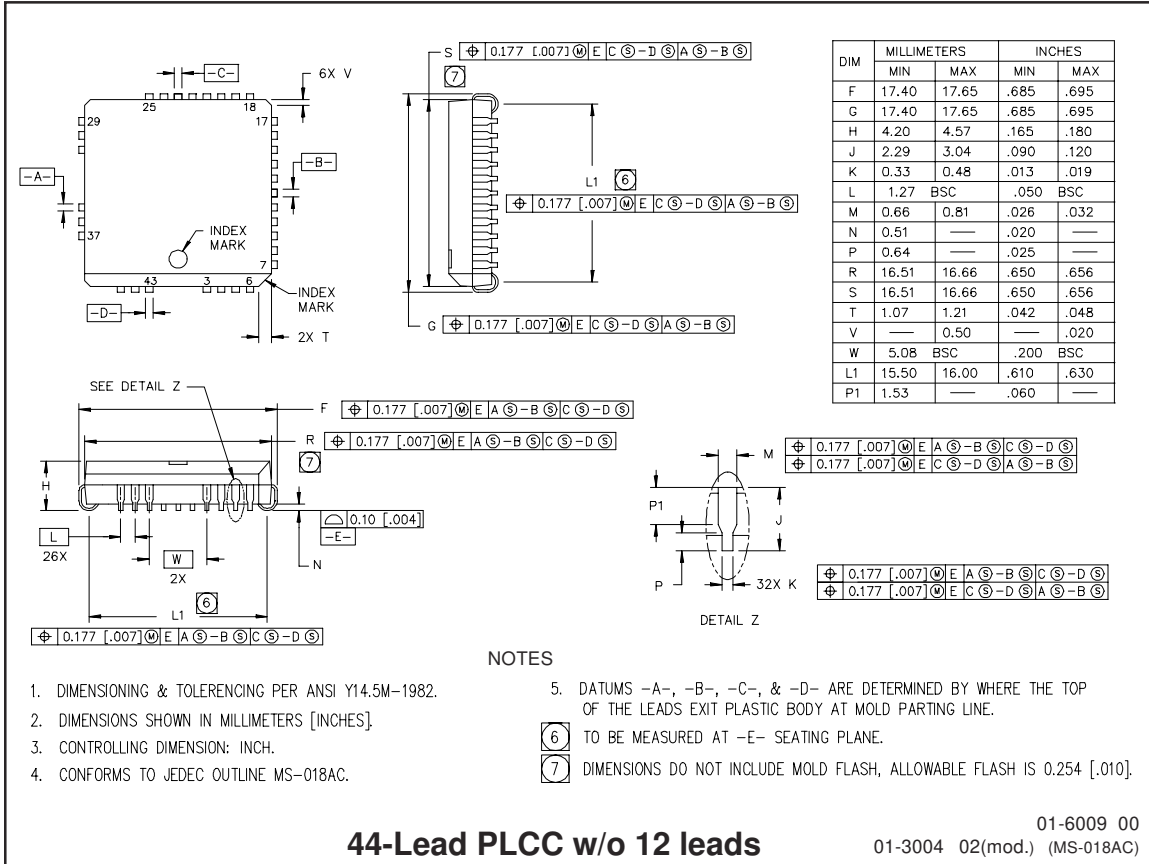 -C-
6X V
25
18
29
17
-A-
-B-
37
INDEX
MARK
7
43
3
6
INDEX
MARK
-D-
2X T
S ⌖ 0.177 [.007]Ⓜ E C Ⓢ-D Ⓢ A Ⓢ-B Ⓢ
7
L1 6
⌖ 0.177 [.007]Ⓜ E C Ⓢ-D Ⓢ A Ⓢ-B Ⓢ
G ⌖ 0.177 [.007]Ⓜ E C Ⓢ-D Ⓢ A Ⓢ-B Ⓢ
DIM MILLIMETERS INCHES
MIN MAX MIN MAX
F 17.40 17.65 .685 .695
G 17.40 17.65 .685 .695
H 4.20 4.57 .165 .180
J 2.29 3.04 .090 .120
K 0.33 0.48 .013 .019
L 1.27 BSC .050 BSC
M 0.66 0.81 .026 .032
N 0.51 — .020 —
P 0.64 — .025 —
R 16.51 16.66 .650 .656
S 16.51 16.66 .650 .656
T 1.07 1.21 .042 .048
V — 0.50 — .020
W 5.08 BSC .200 BSC
L1 15.50 16.00 .610 .630
P1 1.53 — .060 —
SEE DETAIL Z
F ⌖ 0.177 [.007]Ⓜ E A Ⓢ-B Ⓢ C Ⓢ-D Ⓢ
R ⌖ 0.177 [.007]Ⓜ E A Ⓢ-B Ⓢ C Ⓢ-D Ⓢ
7
H
⌓ 0.10 [.004]
-E-
L
26X
W
2X
N
L1 6
⌖ 0.177 [.007]Ⓜ E A Ⓢ-B Ⓢ C Ⓢ-D Ⓢ
M ⌖ 0.177 [.007]Ⓜ E A Ⓢ-B Ⓢ C Ⓢ-D Ⓢ
⌖ 0.177 [.007]Ⓜ E C Ⓢ-D Ⓢ A Ⓢ-B Ⓢ
P1
J
P
32X K
⌖ 0.177 [.007]Ⓜ E A Ⓢ-B Ⓢ C Ⓢ-D Ⓢ
⌖ 0.177 [.007]Ⓜ E C Ⓢ-D Ⓢ A Ⓢ-B Ⓢ
DETAIL Z
NOTES
1. DIMENSIONING & TOLERENCING PER ANSI Y14.5M-1982.
2. DIMENSIONS SHOWN IN MILLIMETERS [INCHES].
3. CONTROLLING DIMENSION: INCH.
4. CONFORMS TO JEDEC OUTLINE MS-018AC.
5. DATUMS -A-, -B-, -C-, & -D- ARE DETERMINED BY WHERE THE TOP
OF THE LEADS EXIT PLASTIC BODY AT MOLD PARTING LINE.
6 TO BE MEASURED AT -E- SEATING PLANE.
7 DIMENSIONS DO NOT INCLUDE MOLD FLASH, ALLOWABLE FLASH IS 0.254 [.010].
44-Lead PLCC w/o 12 leads
01-6009 00
01-3004 02(mod.) (MS-018AC)